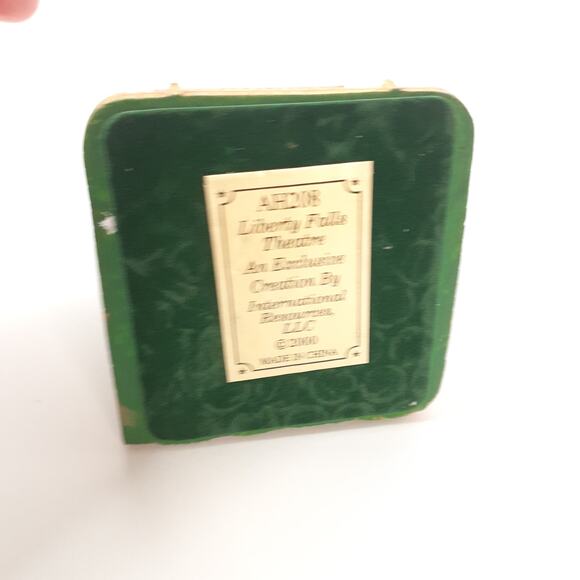 AH208
Liberty Falls
Theatre
An Exclusive
Creation By
International
Resources,
LLC
© 2000
MADE IN CHINA